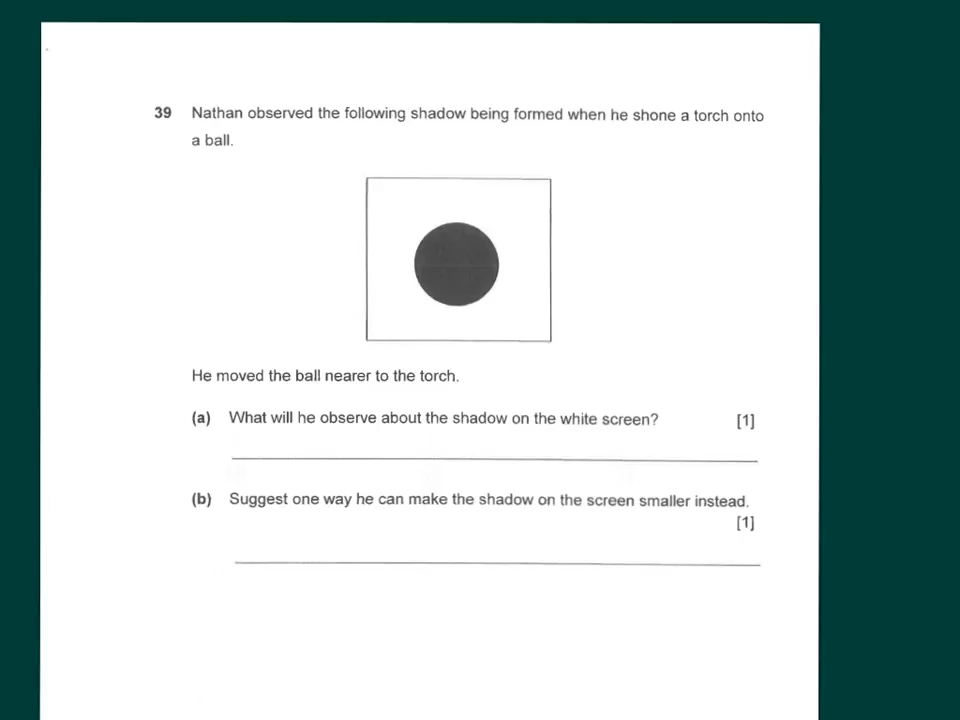 39 Nathan observed the following shadow being formed when he shone a torch onto
a ball.
He moved the ball nearer to the torch.
(a) What will he observe about the shadow on the white screen? [1]
(b) Suggest one way he can make the shadow on the screen smaller instead.
[1]